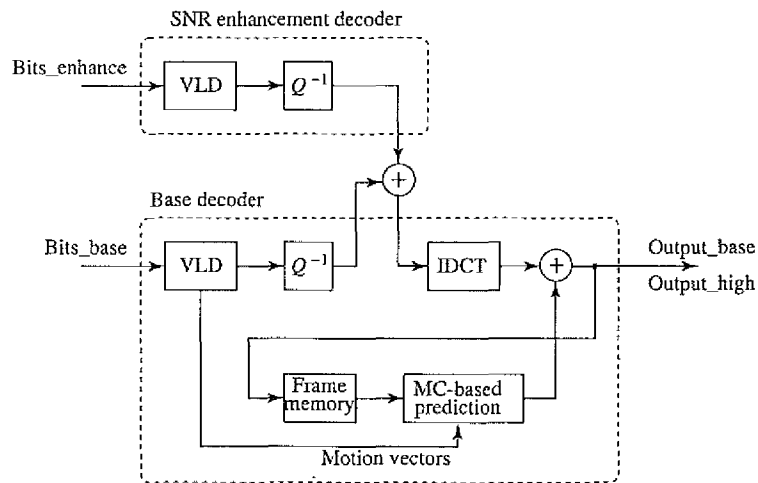 SNR enhancement decoder
Bits_enhance
VLD
Q⁻¹
+
Base decoder
Bits_base
VLD
Q⁻¹
IDCT
+
Output_base
Output_high
Frame
memory
MC-based
prediction
Motion vectors